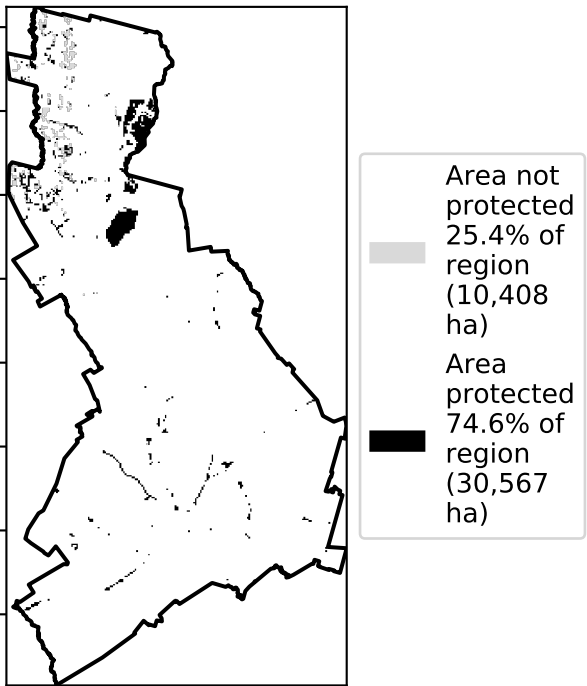 Area not
protected
25.4% of
region
(10,408
ha)
Area
protected
74.6% of
region
(30,567
ha)